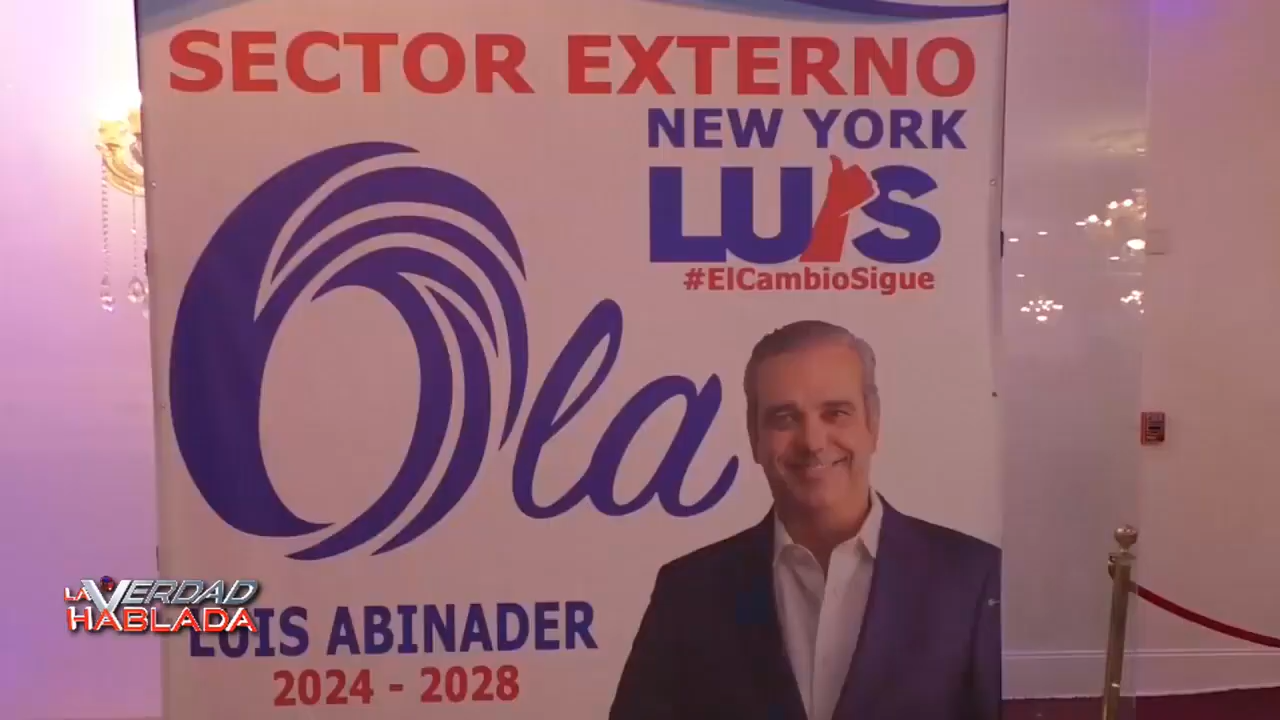 SECTOR EXTERNO
NEW YORK
LUIS
#ElCambioSigue
Ola
LUIS ABINADER
2024 - 2028
LA VERDAD
HABLADA